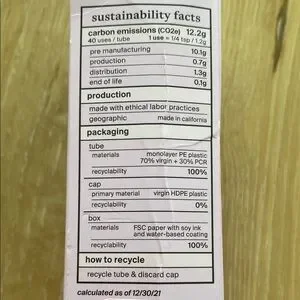 sustainability facts
carbon emissions (CO2e) 12.2g
40 uses / tube 1 use = 1/4 tsp / 1.2g
pre manufacturing 10.1g
production 0.7g
distribution 1.3g
end of life 0.1g
production
made with ethical labor practices
geographic made in california
packaging
tube
materials monolayer PE plastic
70% virgin + 30% PCR
recyclability 100%
cap
primary material virgin HDPE plastic
recyclability 0%
box
materials FSC paper with soy ink
and water-based coating
recyclability 100%
how to recycle
recycle tube & discard cap
calculated as of 12/30/21